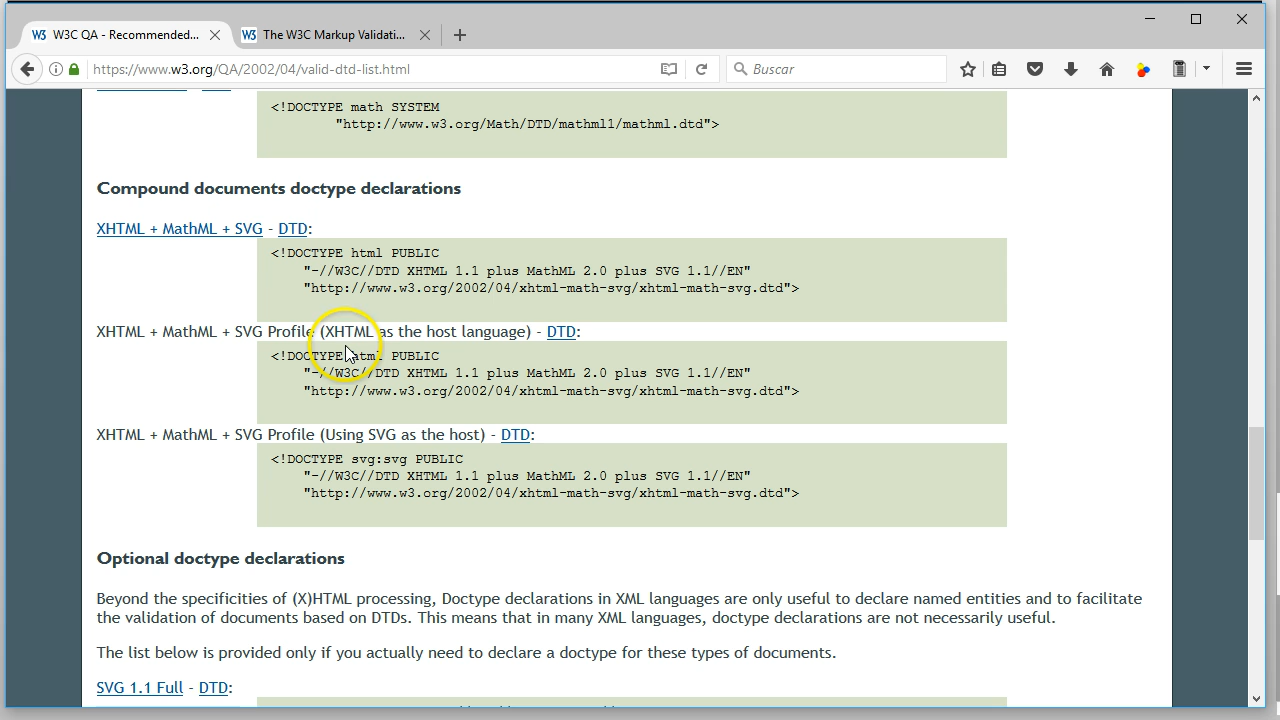 W3C QA - Recommended...
The W3C Markup Validati...
https://www.w3.org/QA/2002/04/valid-dtd-list.html
Buscar
<!DOCTYPE math SYSTEM
"http://www.w3.org/Math/DTD/mathml1/mathml.dtd">
Compound documents doctype declarations
XHTML + MathML + SVG - DTD:
<!DOCTYPE html PUBLIC
"-//W3C//DTD XHTML 1.1 plus MathML 2.0 plus SVG 1.1//EN"
"http://www.w3.org/2002/04/xhtml-math-svg/xhtml-math-svg.dtd">
XHTML + MathML + SVG Profile (XHTML as the host language) - DTD:
<!DOCTYPE html PUBLIC
"-//W3C//DTD XHTML 1.1 plus MathML 2.0 plus SVG 1.1//EN"
"http://www.w3.org/2002/04/xhtml-math-svg/xhtml-math-svg.dtd">
XHTML + MathML + SVG Profile (Using SVG as the host) - DTD:
<!DOCTYPE svg:svg PUBLIC
"-//W3C//DTD XHTML 1.1 plus MathML 2.0 plus SVG 1.1//EN"
"http://www.w3.org/2002/04/xhtml-math-svg/xhtml-math-svg.dtd">
Optional doctype declarations
Beyond the specificities of (X)HTML processing, Doctype declarations in XML languages are only useful to declare named entities and to facilitate
the validation of documents based on DTDs. This means that in many XML languages, doctype declarations are not necessarily useful.
The list below is provided only if you actually need to declare a doctype for these types of documents.
SVG 1.1 Full - DTD: